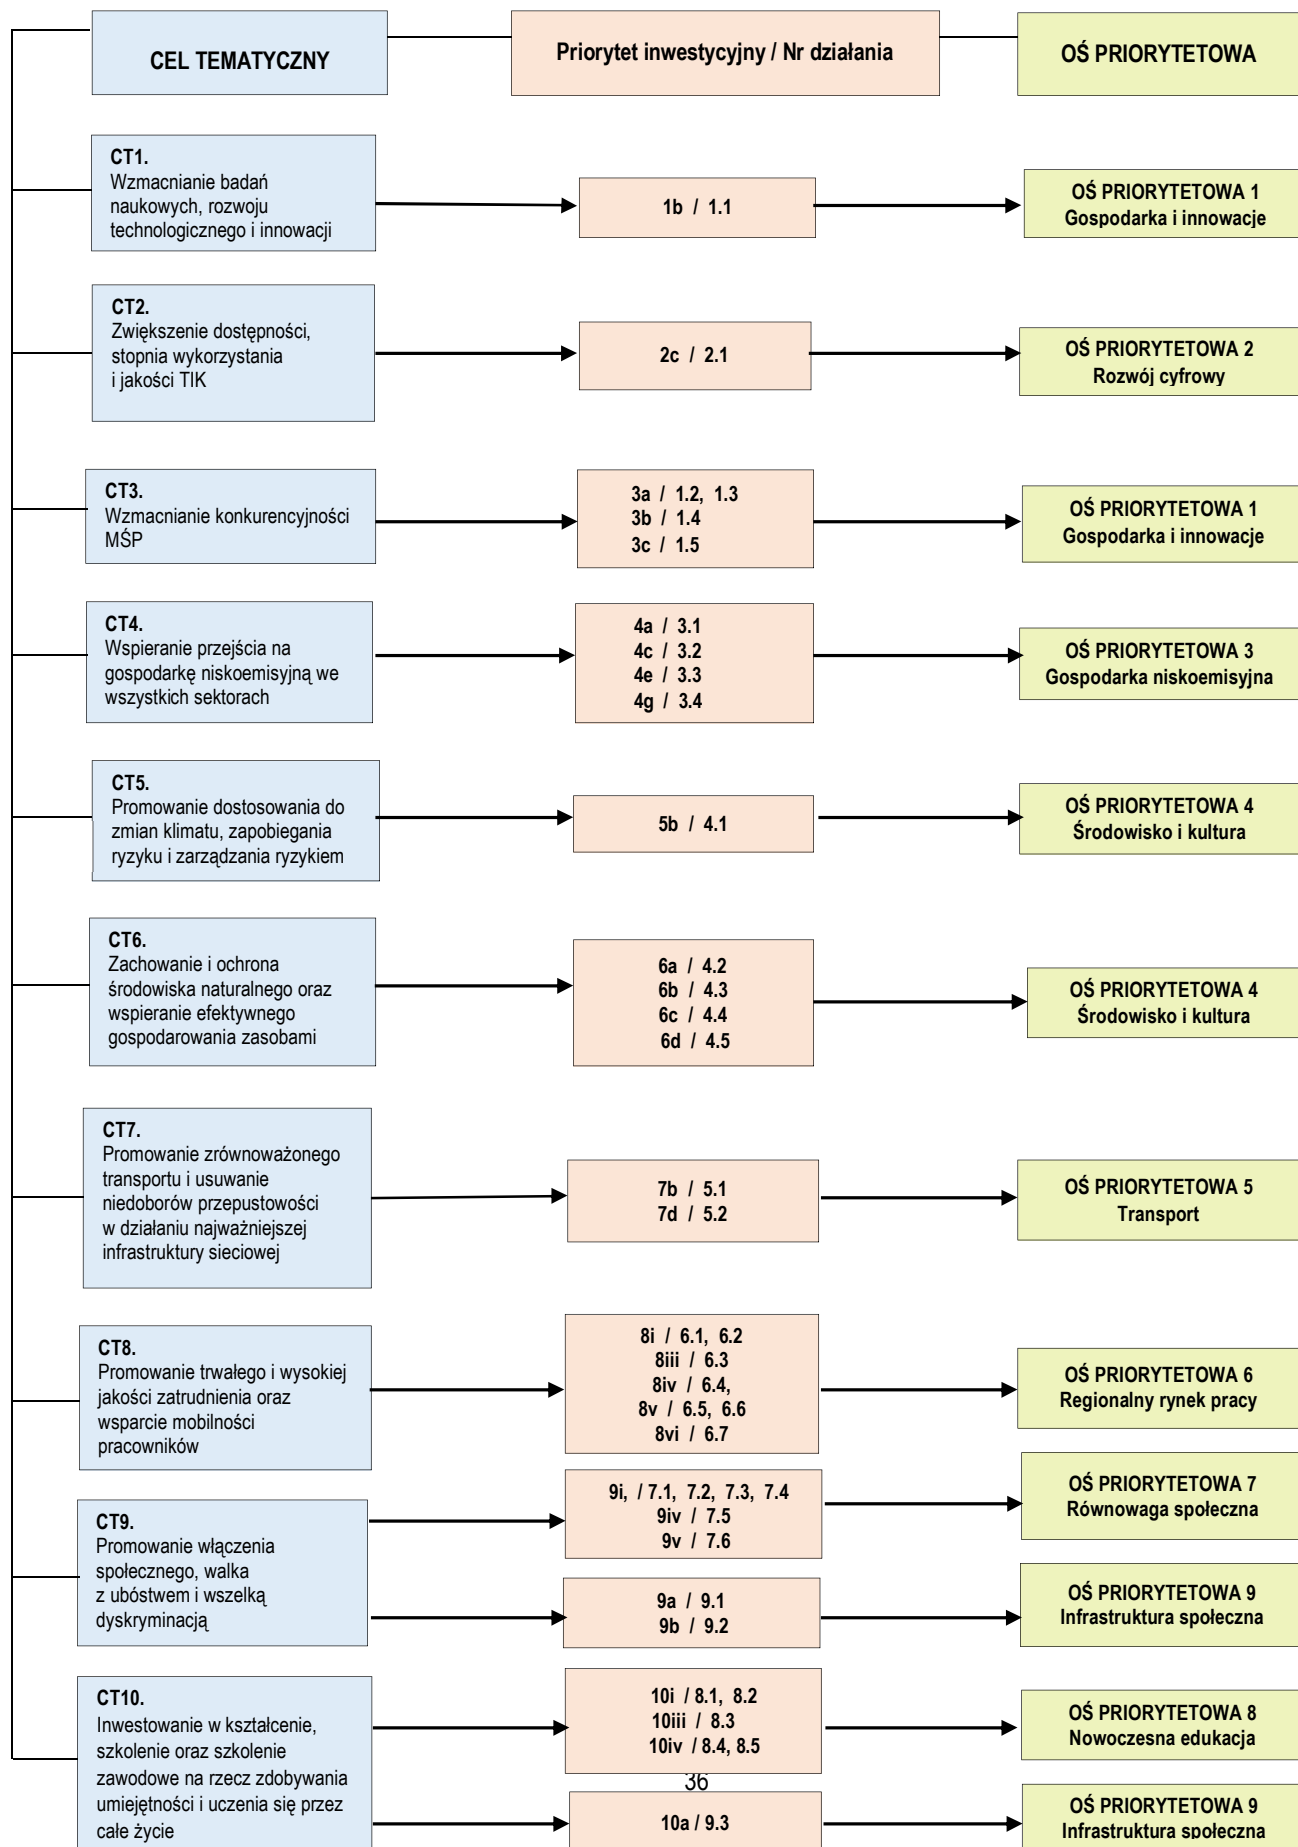 CEL TEMATYCZNY
Priorytet inwestycyjny / Nr działania
OŚ PRIORYTETOWA
CT1.
Wzmacnianie badań
naukowych, rozwoju
technologicznego i innowacji
1b / 1.1
OŚ PRIORYTETOWA 1
Gospodarka i innowacje
CT2.
Zwiększenie dostępności,
stopnia wykorzystania
i jakości TIK
2c / 2.1
OŚ PRIORYTETOWA 2
Rozwój cyfrowy
CT3.
Wzmacnianie konkurencyjności
MŚP
3a / 1.2, 1.3
3b / 1.4
3c / 1.5
OŚ PRIORYTETOWA 1
Gospodarka i innowacje
CT4.
Wspieranie przejścia na
gospodarkę niskoemisyjną we
wszystkich sektorach
4a / 3.1
4c / 3.2
4e / 3.3
4g / 3.4
OŚ PRIORYTETOWA 3
Gospodarka niskoemisyjna
CT5.
Promowanie dostosowania do
zmian klimatu, zapobiegania
ryzyku i zarządzania ryzykiem
5b / 4.1
OŚ PRIORYTETOWA 4
Środowisko i kultura
CT6.
Zachowanie i ochrona
środowiska naturalnego oraz
wspieranie efektywnego
gospodarowania zasobami
6a / 4.2
6b / 4.3
6c / 4.4
6d / 4.5
OŚ PRIORYTETOWA 4
Środowisko i kultura
CT7.
Promowanie zrównoważonego
transportu i usuwanie
niedoborów przepustowości
w działaniu najważniejszej
infrastruktury sieciowej
7b / 5.1
7d / 5.2
OŚ PRIORYTETOWA 5
Transport
CT8.
Promowanie trwałego i wysokiej
jakości zatrudnienia oraz
wsparcie mobilności
pracowników
8i / 6.1, 6.2
8iii / 6.3
8iv / 6.4,
8v / 6.5, 6.6
8vi / 6.7
OŚ PRIORYTETOWA 6
Regionalny rynek pracy
CT9.
Promowanie włączenia
społecznego, walka
z ubóstwem i wszelką
dyskryminacją
9i, / 7.1, 7.2, 7.3, 7.4
9iv / 7.5
9v / 7.6
OŚ PRIORYTETOWA 7
Równowaga społeczna
9a / 9.1
9b / 9.2
OŚ PRIORYTETOWA 9
Infrastruktura społeczna
CT10.
Inwestowanie w kształcenie,
szkolenie oraz szkolenie
zawodowe na rzecz zdobywania
umiejętności i uczenia się przez
całe życie
10i / 8.1, 8.2
10iii / 8.3
10iv / 8.4, 8.5
OŚ PRIORYTETOWA 8
Nowoczesna edukacja
36
10a / 9.3
OŚ PRIORYTETOWA 9
Infrastruktura społeczna